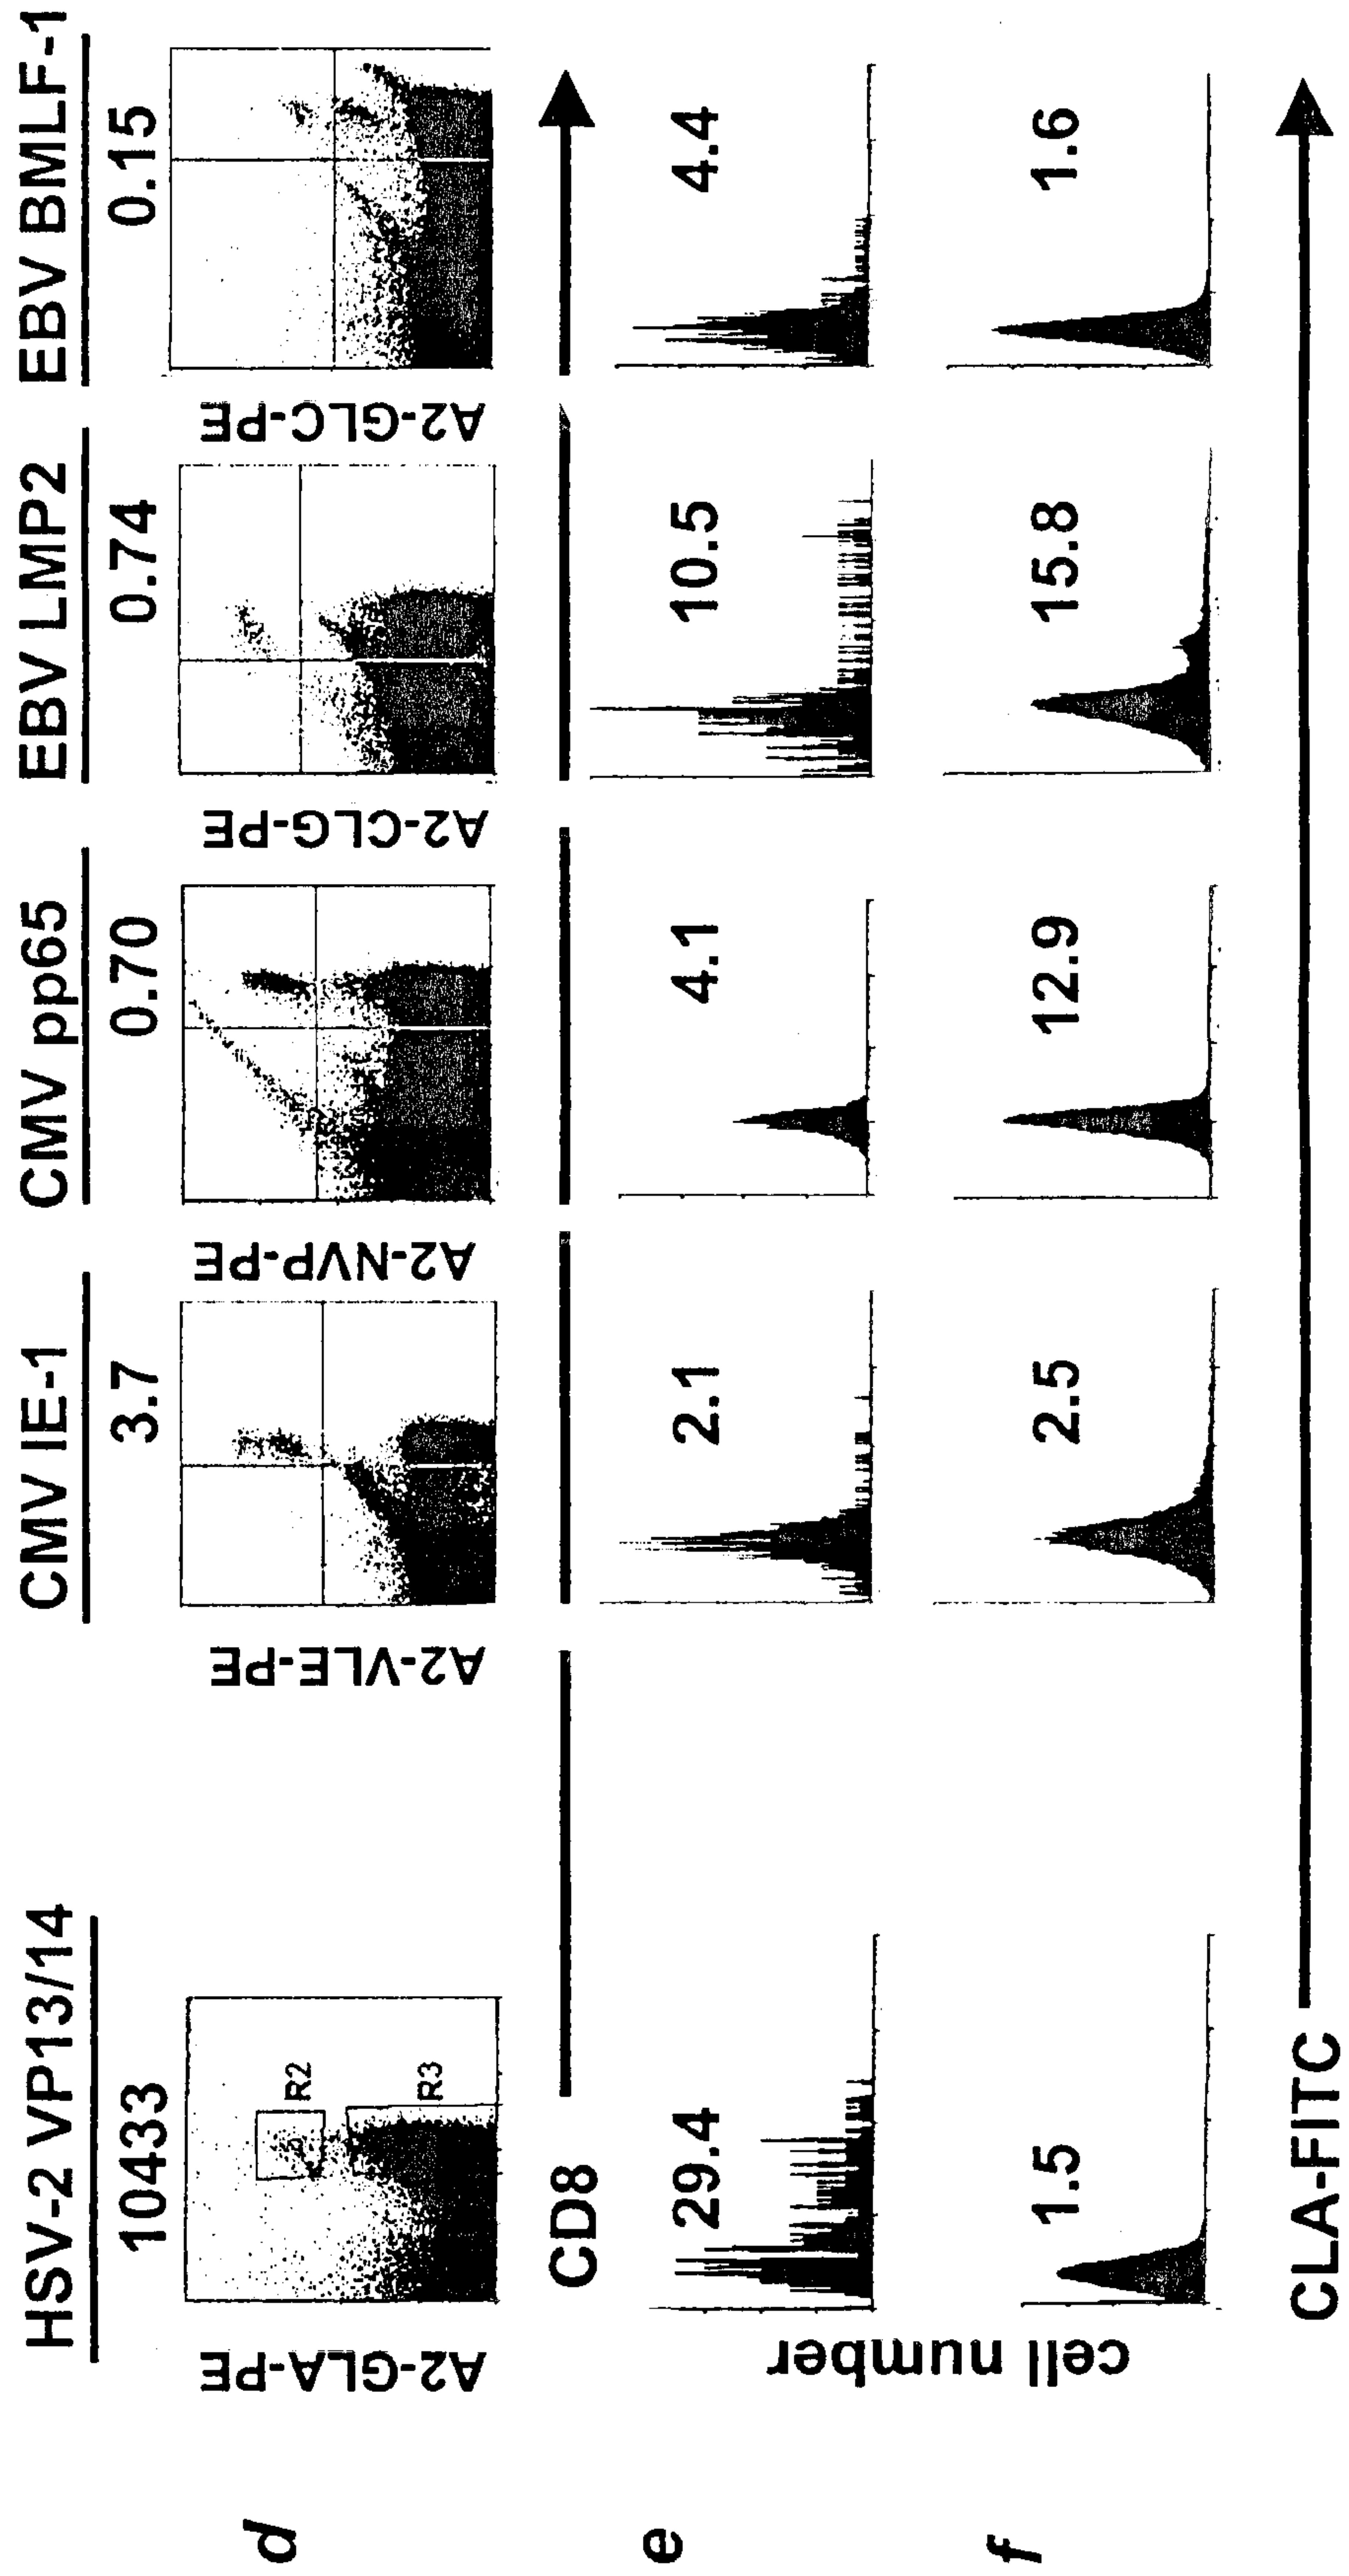 HSV-2 VP13/14
CMV IE-1
CMV pp65
EBV LMP2
EBV BMLF-1
10433
3.7
0.70
0.74
0.15
d
A2-GLA-PE
R2
R3
A2-VLE-PE
A2-NVP-PE
A2-CLG-PE
A2-GLC-PE
CD8
e
29.4
2.1
4.1
10.5
4.4
cell number
f
1.5
2.5
12.9
15.8
1.6
CLA-FITC